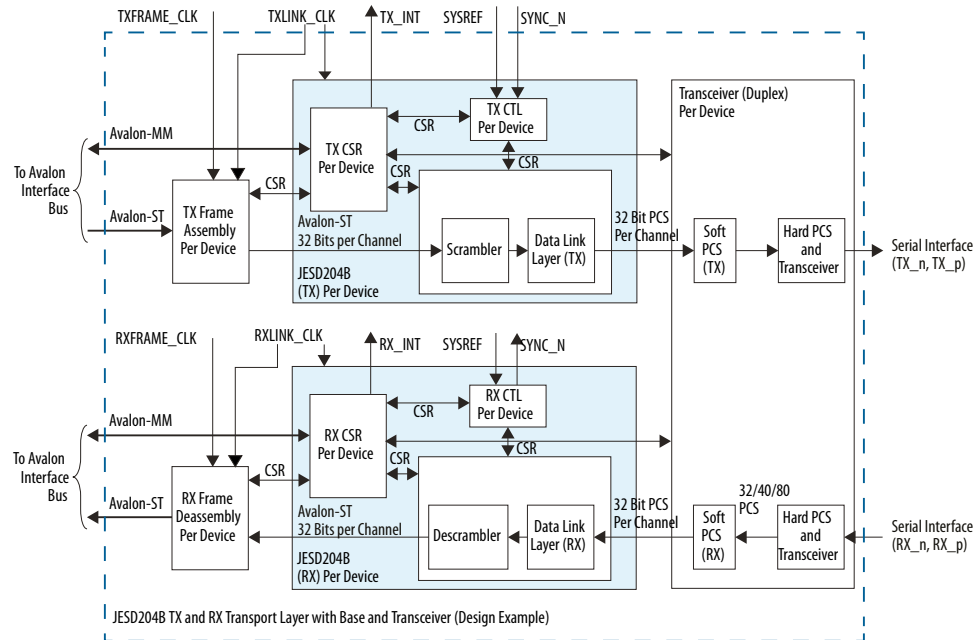 TXFRAME_CLK
TXLINK_CLK
TX_INT
SYSREF
SYNC_N
Transceiver (Duplex)
Per Device
TX CTL
Per Device
CSR
Avalon-MM
TX CSR
Per Device
CSR
CSR
To Avalon
Interface
Bus
CSR
TX Frame
Assembly
Per Device
Avalon-ST
Avalon-ST
32 Bits per Channel
32 Bit PCS
Per Channel
Scrambler
Data Link
Layer (TX)
Soft
PCS
(TX)
Hard PCS
and
Transceiver
Serial Interface
(TX_n, TX_p)
JESD204B
(TX) Per Device
RXFRAME_CLK
RXLINK_CLK
RX_INT
SYSREF
SYNC_N
RX CTL
Per Device
CSR
Avalon-MM
RX CSR
Per Device
CSR
CSR
To Avalon
Interface
Bus
CSR
RX Frame
Deassembly
Per Device
Avalon-ST
Avalon-ST
32 Bits per Channel
32 Bit PCS
Per Channel
32/40/80
PCS
Descrambler
Data Link
Layer (RX)
Soft
PCS
(RX)
Hard PCS
and
Transceiver
Serial Interface
(RX_n, RX_p)
JESD204B
(RX) Per Device
JESD204B TX and RX Transport Layer with Base and Transceiver (Design Example)